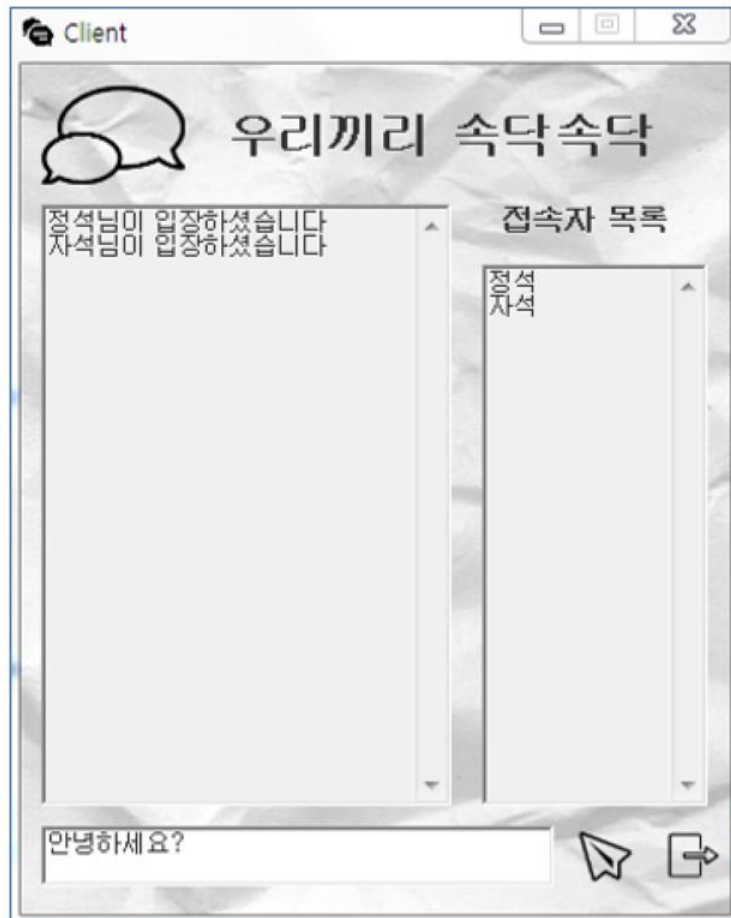 Client
우리끼리 속닥속닥
정석님이 입장하셨습니다
자석님이 입장하셨습니다
접속자 목록
정석
자석
안녕하세요?